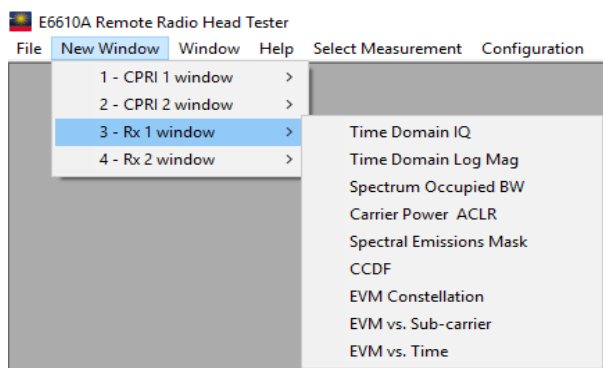 E6610A Remote Radio Head Tester
File New Window Window Help Select Measurement Configuration
1 - CPRI 1 window >
2 - CPRI 2 window >
3 - Rx 1 window >
4 - Rx 2 window >
Time Domain IQ
Time Domain Log Mag
Spectrum Occupied BW
Carrier Power ACLR
Spectral Emissions Mask
CCDF
EVM Constellation
EVM vs. Sub-carrier
EVM vs. Time